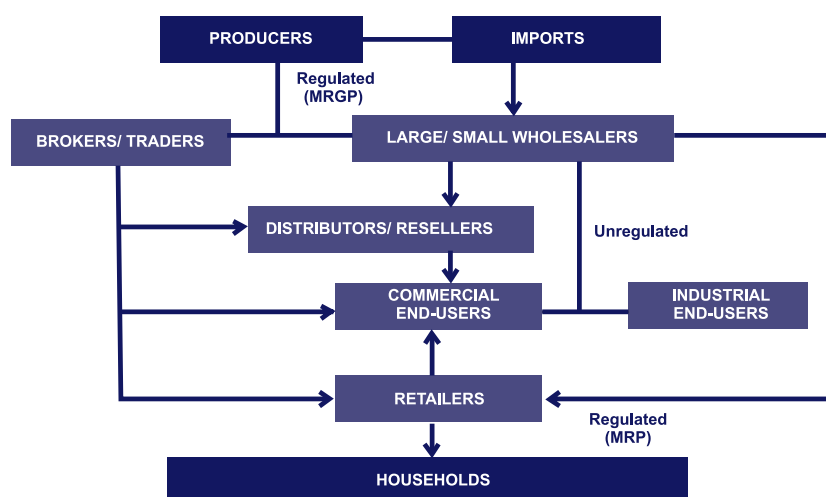 PRODUCERS
IMPORTS
Regulated
(MRGP)
BROKERS/ TRADERS
LARGE/ SMALL WHOLESALERS
DISTRIBUTORS/ RESELLERS
Unregulated
COMMERCIAL
END-USERS
INDUSTRIAL
END-USERS
RETAILERS
Regulated
(MRP)
HOUSEHOLDS